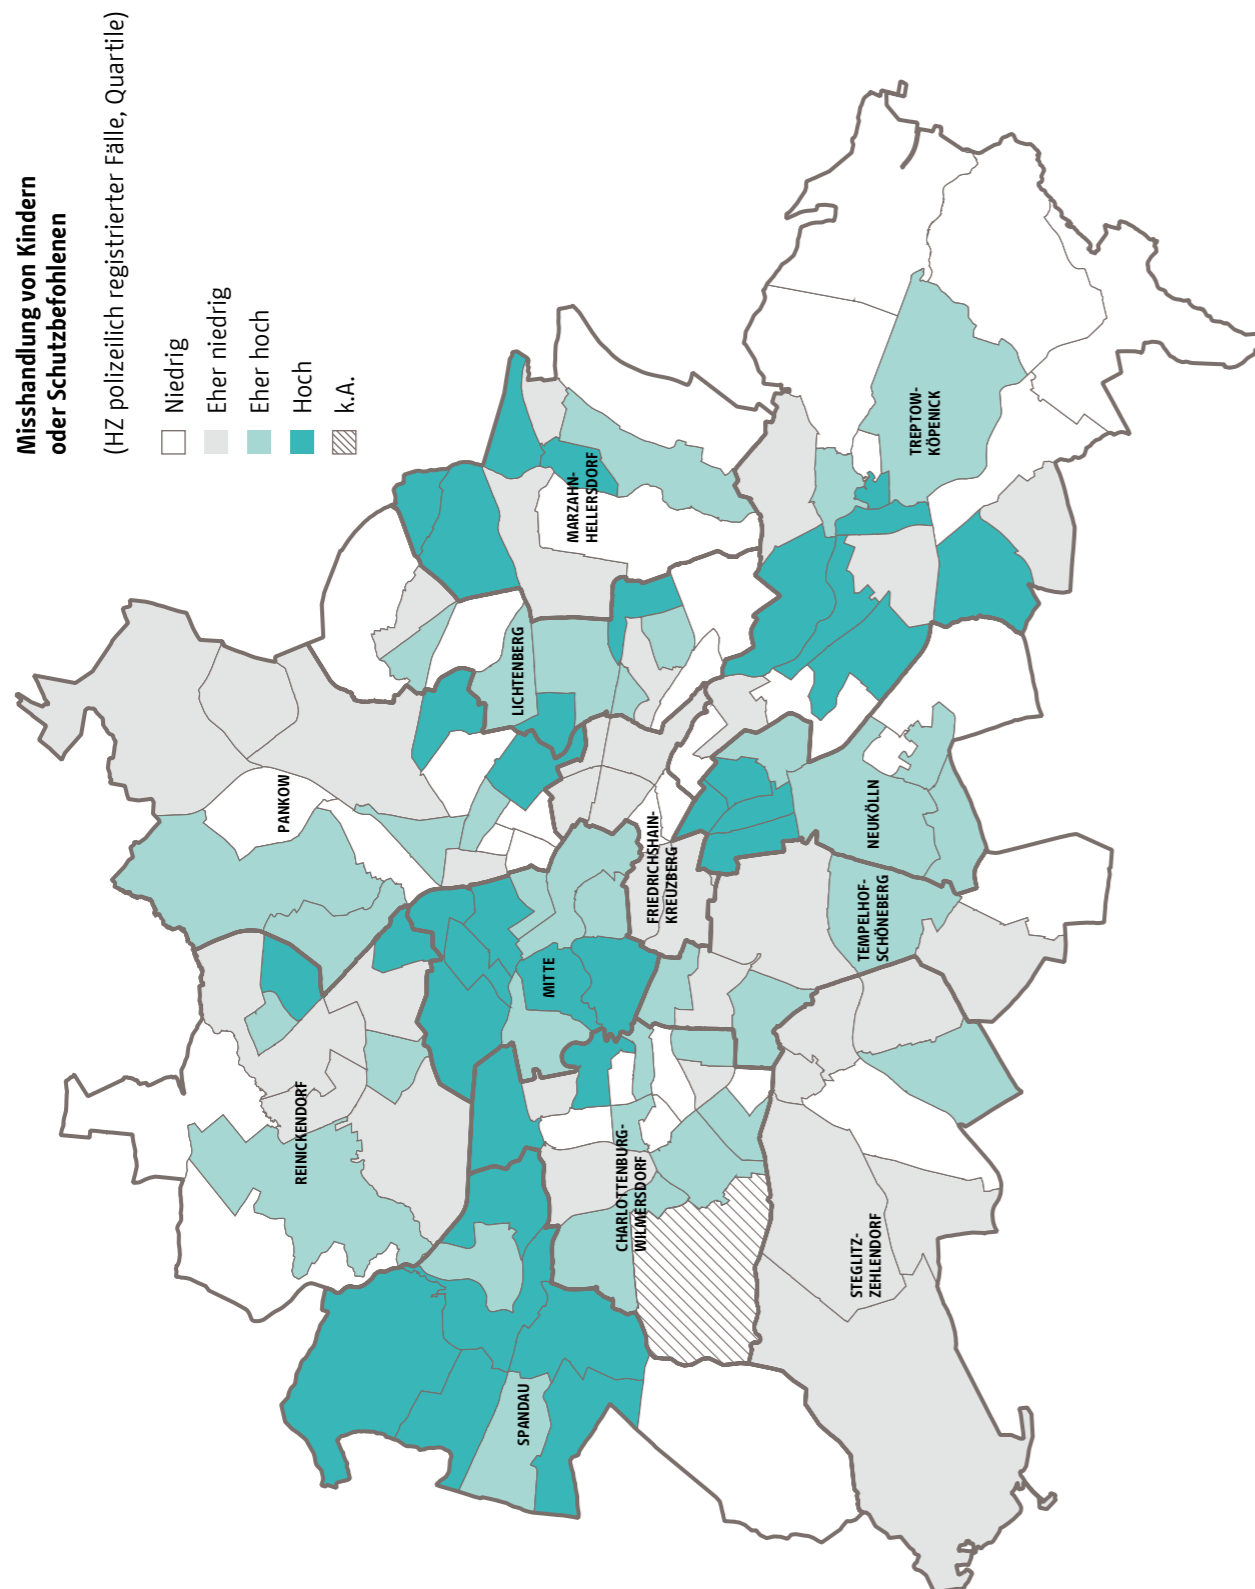 Misshandlung von Kindern
oder Schutzbefohlenen
(HZ polizeilich registrierter Fälle, Quartile)
Niedrig
Eher niedrig
Eher hoch
Hoch
k.A.
PANKOW
REINICKENDORF
LICHTENBERG
MARZAHN-
HELLERSDORF
MITTE
FRIEDRICHSHAIN-
KREUZBERG
CHARLOTTENBURG-
WILMERSDORF
SPANDAU
TREPTOW-
KÖPENICK
NEUKÖLLN
TEMPELHOF-
SCHÖNEBERG
STEGLITZ-
ZEHLENDORF